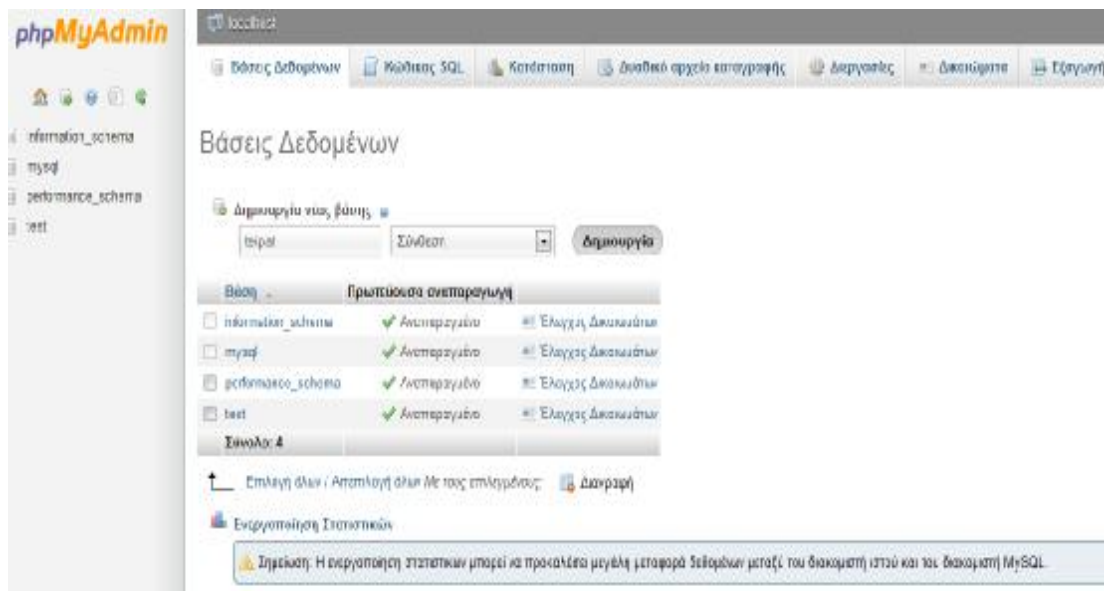 phpMyAdmin
localhost
Βάσεις Δεδομένων Κώδικας SQL Κατάσταση Δυαδικό αρχείο καταγραφής Διεργασίες Δικαιώματα Εξαγωγή
information_schema
mysql
performance_schema
test
Βάσεις Δεδομένων
Δημιουργία νέας βάσης
teipat Σύνθεση Δημιουργία
Βάση Πρωτεύουσα αναπαραγωγή
information_schema Αναπαραγμένο Έλεγχος Δικαιωμάτων
mysql Αναπαραγμένο Έλεγχος Δικαιωμάτων
performance_schema Αναπαραγμένο Έλεγχος Δικαιωμάτων
test Αναπαραγμένο Έλεγχος Δικαιωμάτων
Σύνολο: 4
Επιλογή όλων / Αποεπιλογή όλων Με τους επιλεγμένους: Διαγραφή
Ενεργοποίηση Στατιστικών
Σημείωση: Η ενεργοποίηση στατιστικών μπορεί να προκαλέσει μεγάλη μεταφορά δεδομένων μεταξύ του διακομιστή ιστού και του διακομιστή MySQL.